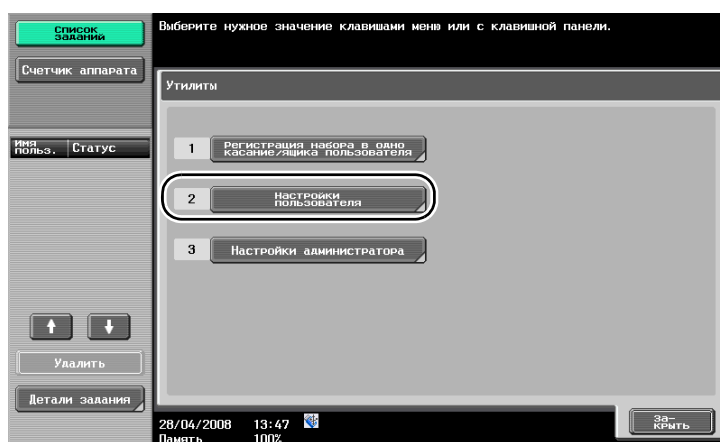 Список
заданий
Выберите нужное значение клавишами меню или с клавишной панели.
Счетчик аппарата
Утилиты
Имя
польз.
Статус
1
Регистрация набора в одно
касание/ящика пользователя
2
Настройки
пользователя
3
Настройки администратора
Удалить
Детали задания
28/04/2008 13:47
Память 100%
За-
крыть